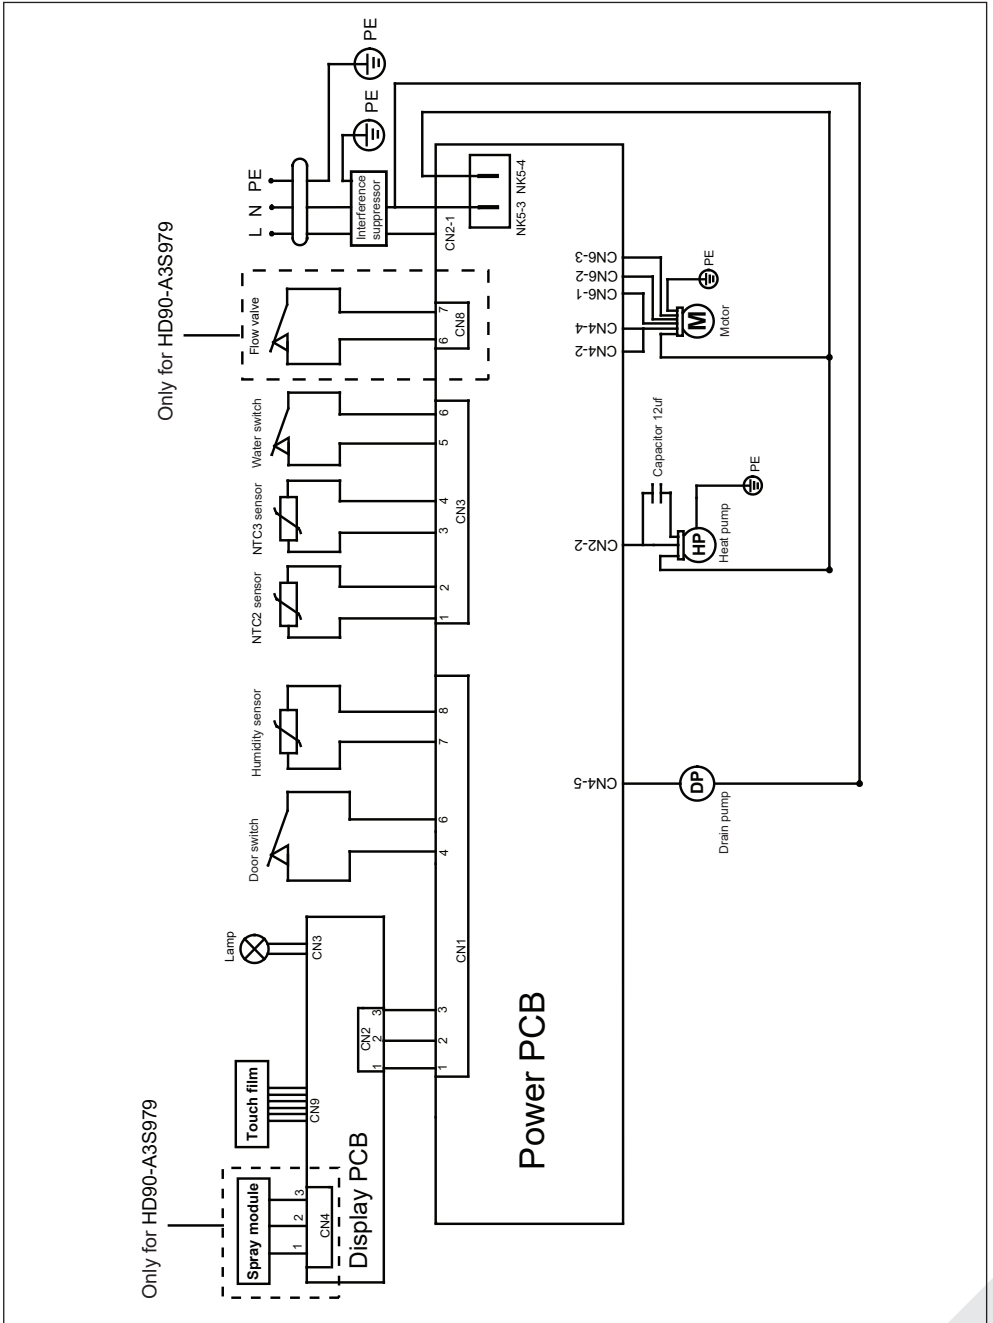 Only for HD90-A3S979
Spray module
1
2
3
CN4
Touch film
CN9
Lamp
CN3
Display PCB
CN2
1
2
3
Door switch
Humidity sensor
NTC2 sensor
NTC3 sensor
Water switch
Only for HD90-A3S979
Flow valve
L
N
PE
Interference
suppressor
PE
PE
1
2
3
4
6
7
8
CN1
1
2
3
4
5
6
CN3
6
7
CN8
CN2-1
NK5-3
NK5-4
Power PCB
CN4-5
CN2-2
CN4-2
CN4-4
CN6-1
CN6-2
CN6-3
DP
Drain pump
HP
Heat pump
Capacitor 12uf
PE
M
Motor
PE